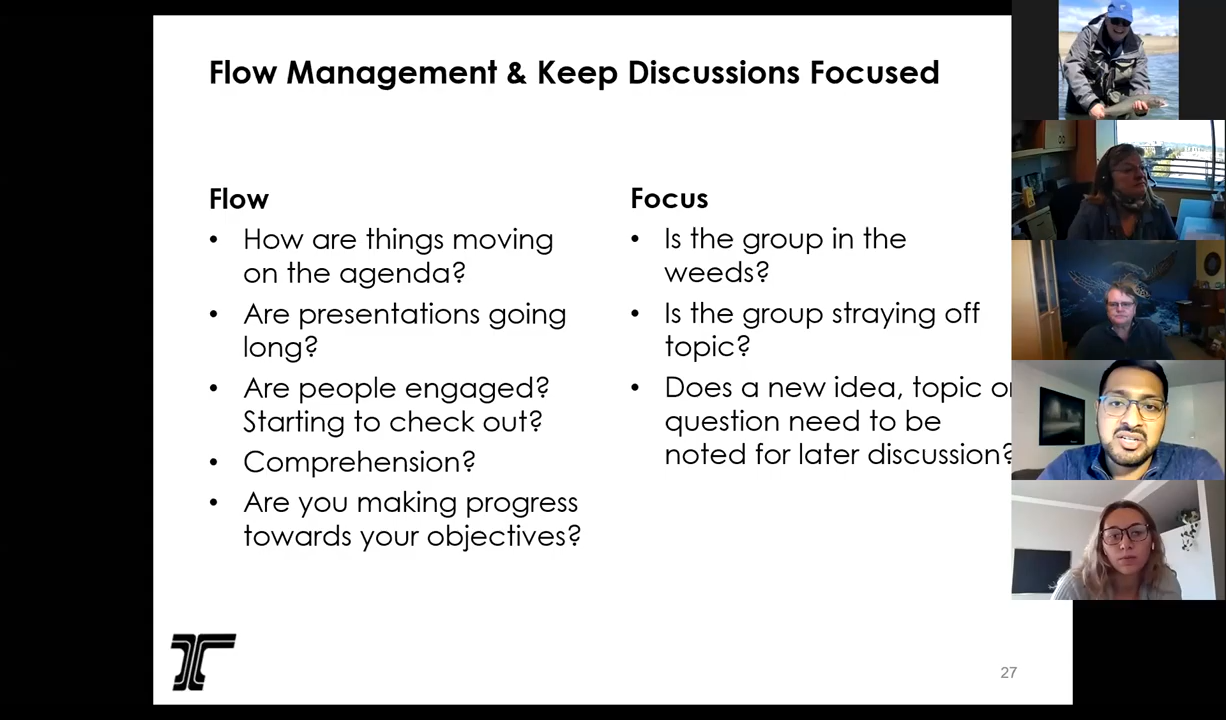 Flow Management & Keep Discussions Focused
Flow
• How are things moving
on the agenda?
• Are presentations going
long?
• Are people engaged?
Starting to check out?
• Comprehension?
• Are you making progress
towards your objectives?
Focus
• Is the group in the
weeds?
• Is the group straying off
topic?
• Does a new idea, topic or
question need to be
noted for later discussion?
27